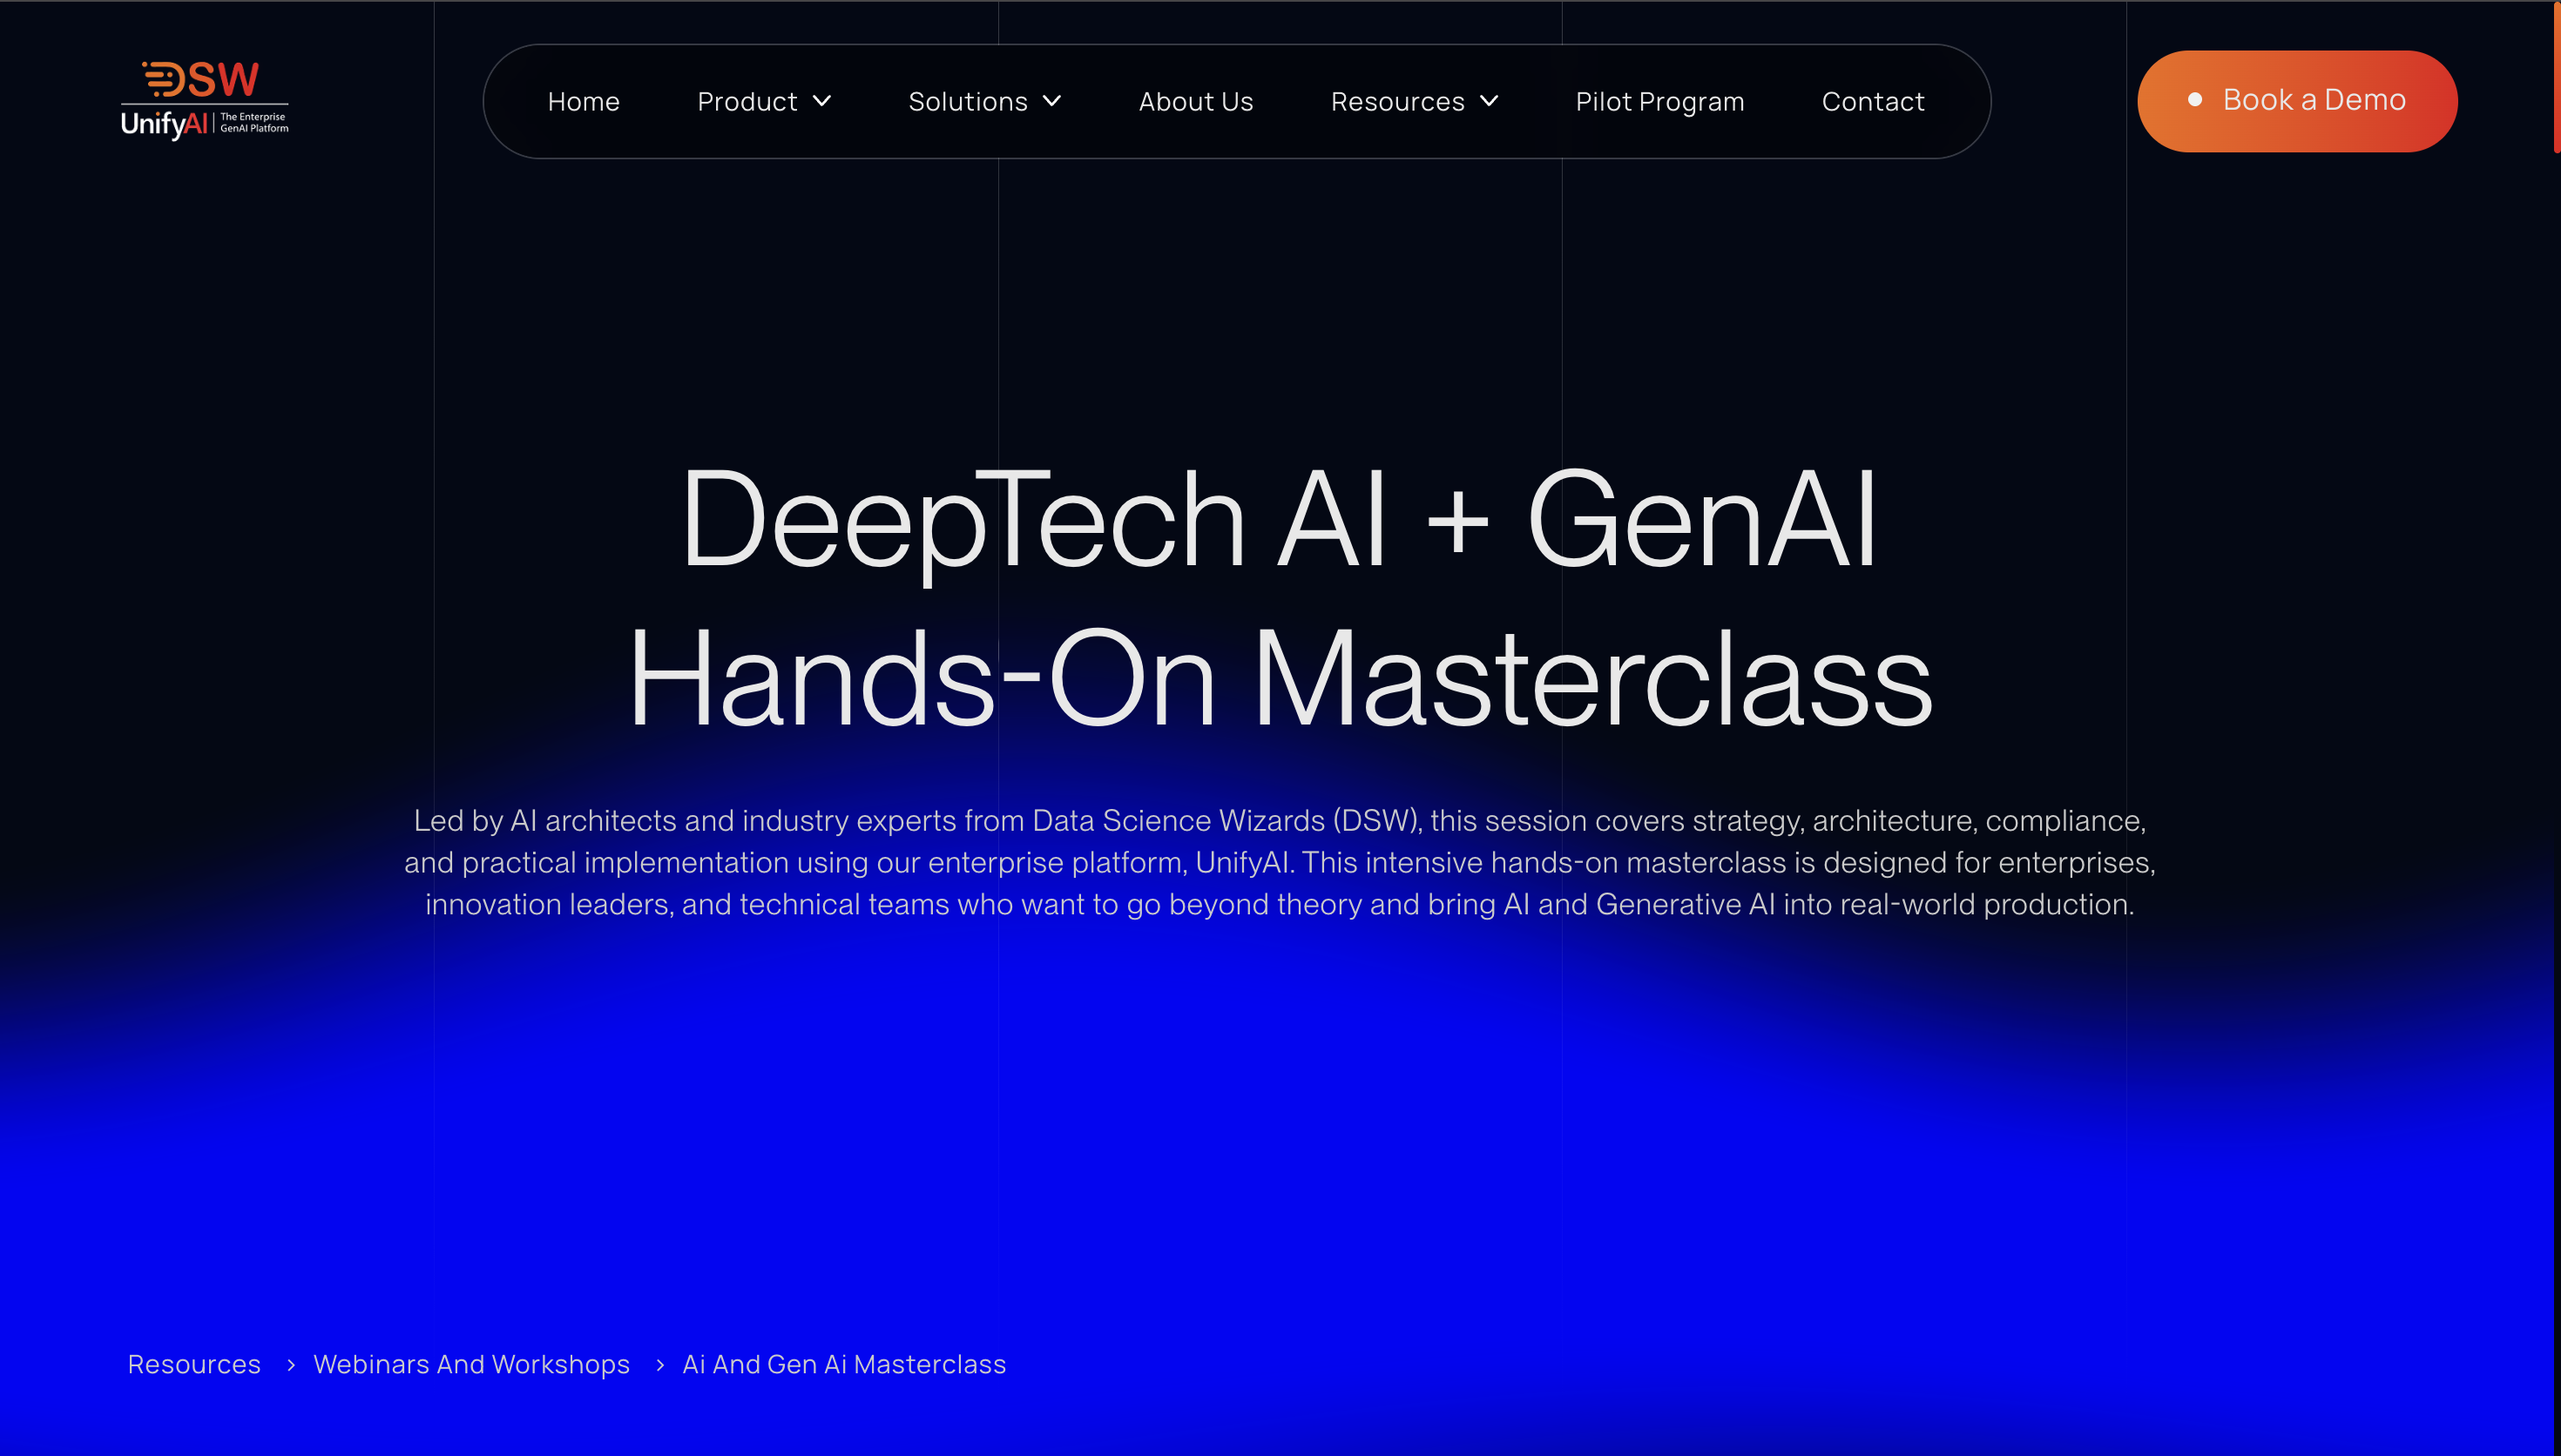 DSW
UnifyAI | The Enterprise
GenAI Platform
Home
Product
Solutions
About Us
Resources
Pilot Program
Contact
Book a Demo
DeepTech AI + GenAI
Hands-On Masterclass
Led by AI architects and industry experts from Data Science Wizards (DSW), this session covers strategy, architecture, compliance,
and practical implementation using our enterprise platform, UnifyAI. This intensive hands-on masterclass is designed for enterprises,
innovation leaders, and technical teams who want to go beyond theory and bring AI and Generative AI into real-world production.
Resources > Webinars And Workshops > Ai And Gen Ai Masterclass